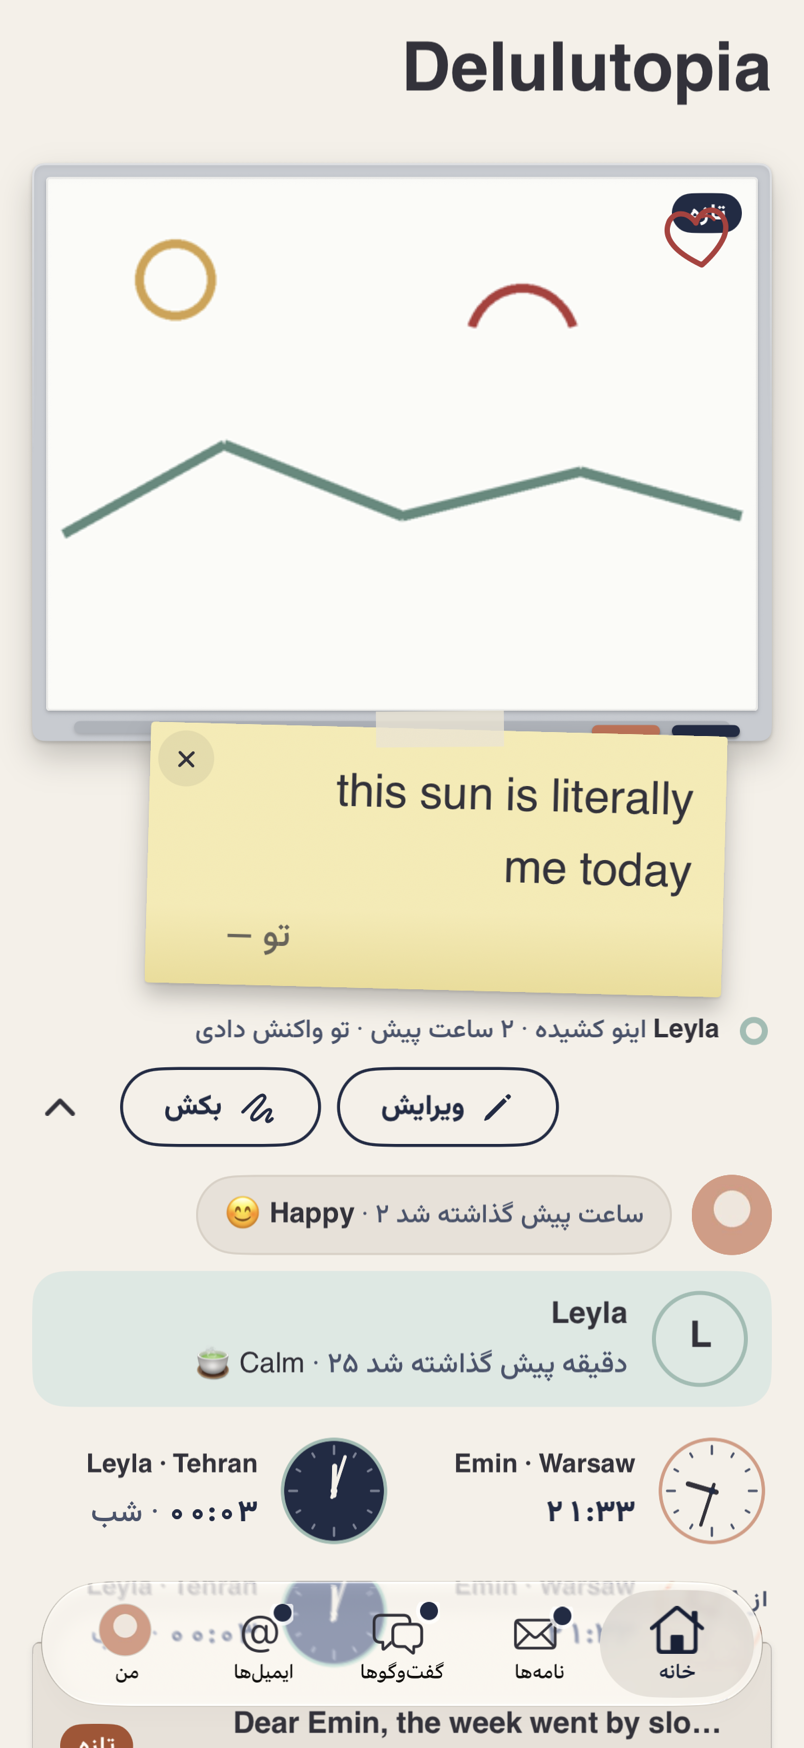 Delulutopia
تازه
this sun is literally
me today
— تو
Leyla اینو کشیده · ۲ ساعت پیش · تو واکنش دادی
ویرایش
بکش
😊 Happy · ۲ ساعت پیش گذاشته شد
L
Leyla
🍵 Calm · ۲۵ دقیقه پیش گذاشته شد
Emin · Warsaw
۲۱:۳۳
Leyla · Tehran
۰۰:۰۳ · شب
خانه
نامه‌ها
گفت‌وگوها
ایمیل‌ها
من
Dear Emin, the week went by slo...
تازه